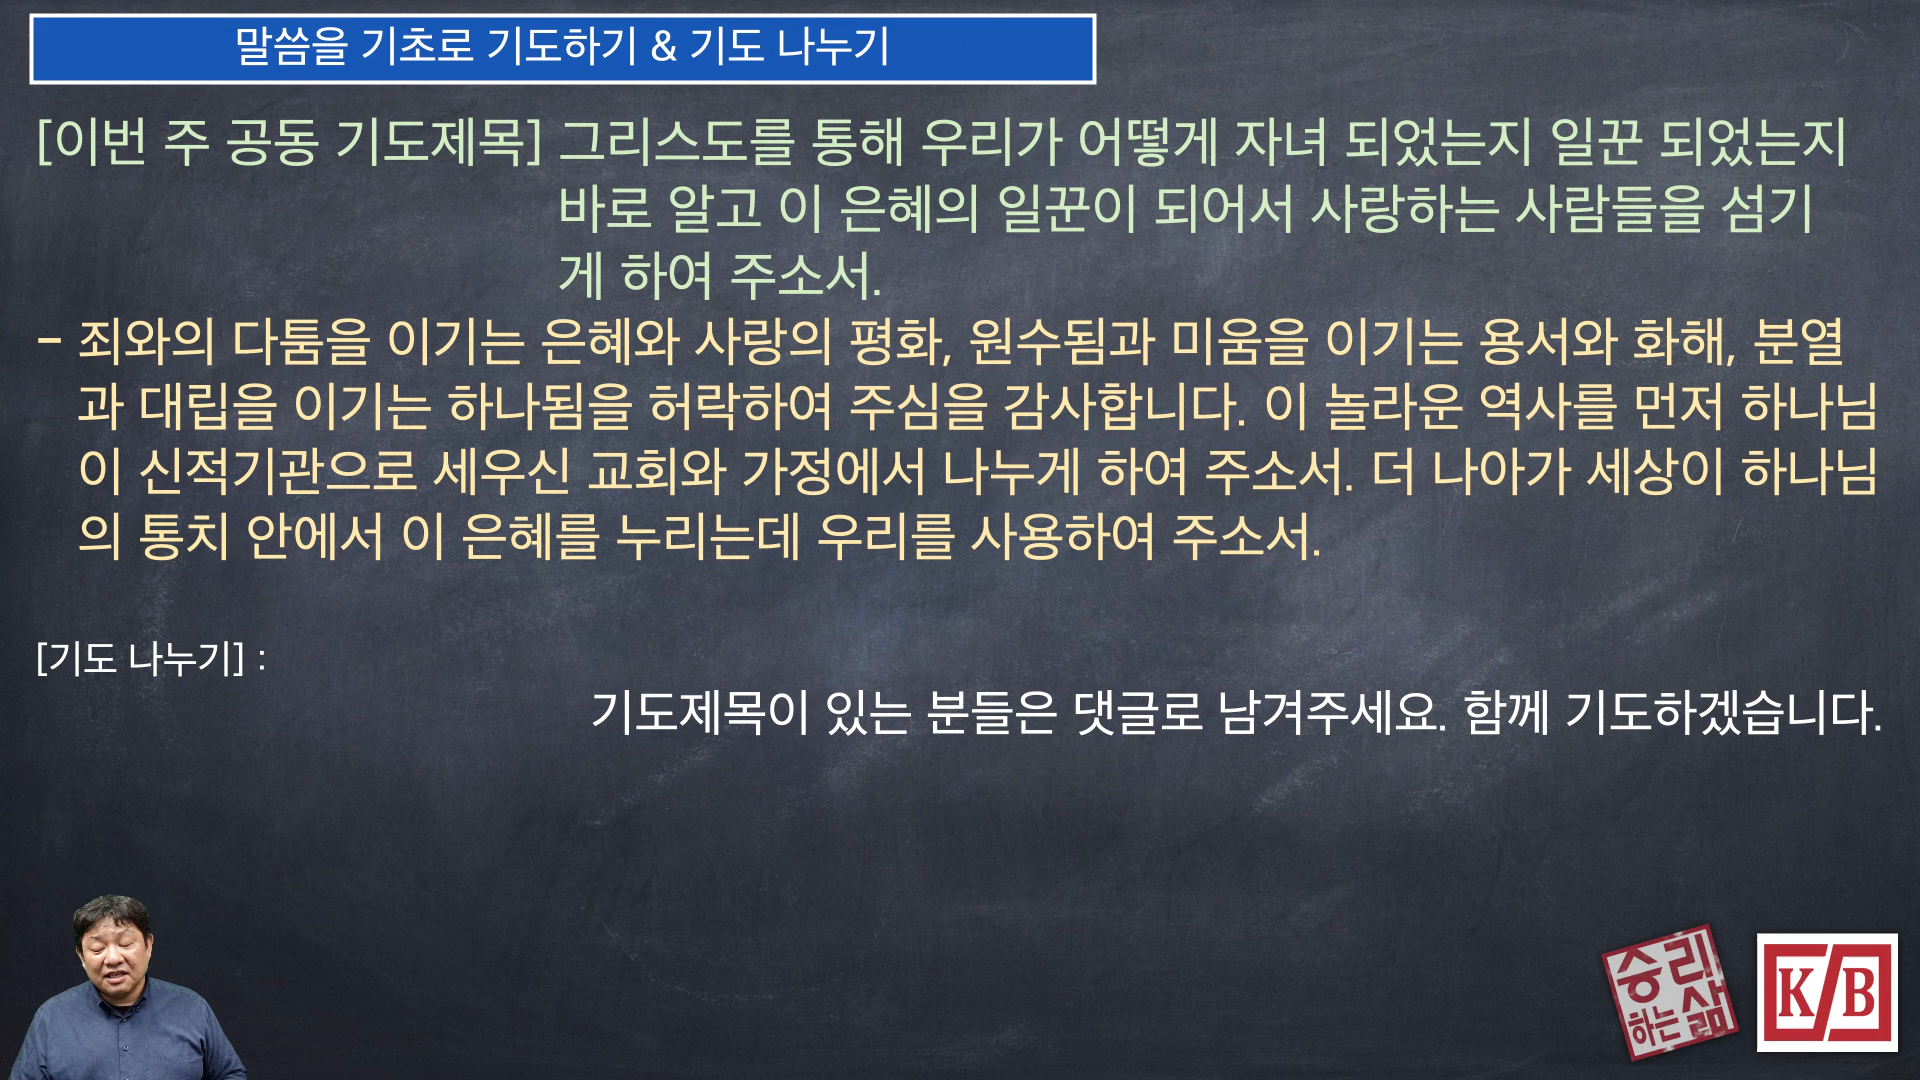 말씀을 기초로 기도하기 & 기도 나누기
[이번 주 공동 기도제목] 그리스도를 통해 우리가 어떻게 자녀 되었는지 일꾼 되었는지
바로 알고 이 은혜의 일꾼이 되어서 사랑하는 사람들을 섬기
게 하여 주소서.
- 죄와의 다툼을 이기는 은혜와 사랑의 평화, 원수됨과 미움을 이기는 용서와 화해, 분열
과 대립을 이기는 하나됨을 허락하여 주심을 감사합니다. 이 놀라운 역사를 먼저 하나님
이 신적기관으로 세우신 교회와 가정에서 나누게 하여 주소서. 더 나아가 세상이 하나님
의 통치 안에서 이 은혜를 누리는데 우리를 사용하여 주소서.
[기도 나누기] :
기도제목이 있는 분들은 댓글로 남겨주세요. 함께 기도하겠습니다.
승리
하는 삶
K/B